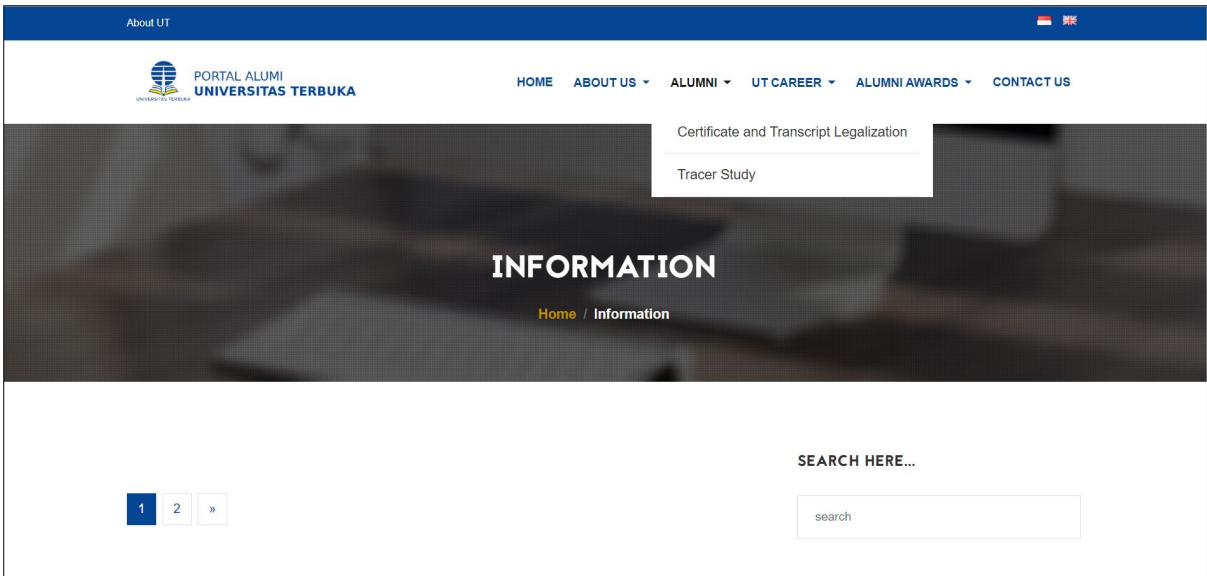 About UT
PORTAL ALUMI
UNIVERSITAS TERBUKA
UNIVERSITAS TERBUKA
HOME ABOUT US ALUMNI UT CAREER ALUMNI AWARDS CONTACT US
Certificate and Transcript Legalization
Tracer Study
INFORMATION
Home / Information
SEARCH HERE...
1 2 »
search